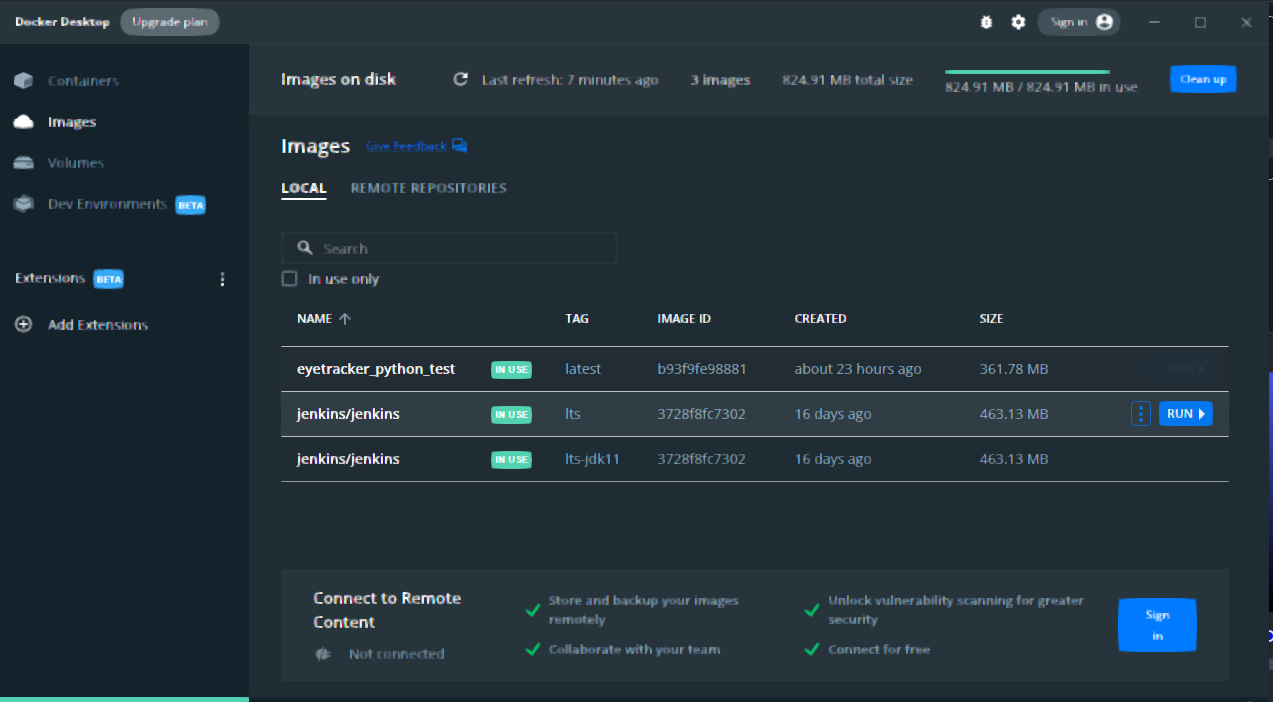 Docker Desktop Upgrade plan Sign in
Containers
Images
Volumes
Dev Environments BETA
Extensions BETA
Add Extensions
Images on disk Last refresh: 7 minutes ago 3 images 824.91 MB total size 824.91 MB / 824.91 MB in use Clean up
Images Give Feedback
LOCAL REMOTE REPOSITORIES
Search
In use only
NAME TAG IMAGE ID CREATED SIZE
eyetracker_python_test IN USE latest b93f9fe98881 about 23 hours ago 361.78 MB RUN
jenkins/jenkins IN USE lts 3728f8fc7302 16 days ago 463.13 MB RUN
jenkins/jenkins IN USE lts-jdk11 3728f8fc7302 16 days ago 463.13 MB
Connect to Remote
Content
Not connected
Store and backup your images
remotely
Collaborate with your team
Unlock vulnerability scanning for greater
security
Connect for free
Sign
in